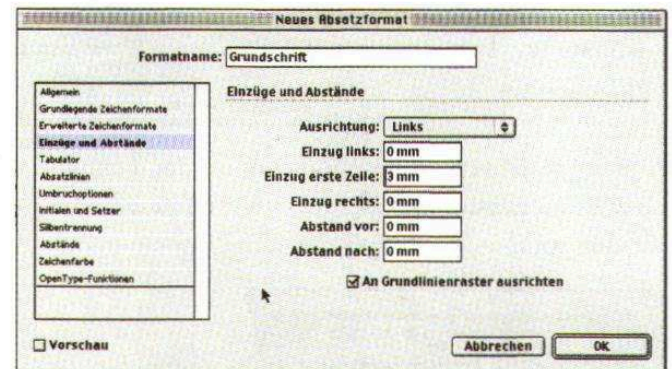 Neues Absatzformat
Formatname: Grundschrift
Allgemein
Grundlegende Zeichenformate
Erweiterte Zeichenformate
Einzüge und Abstände
Tabulator
Absatzlinien
Umbruchoptionen
Initialen und Setzer
Silbentrennung
Abstände
Zeichenfarbe
OpenType-Funktionen
Einzüge und Abstände
Ausrichtung: Links
Einzug links: 0 mm
Einzug erste Zeile: 3 mm
Einzug rechts: 0 mm
Abstand vor: 0 mm
Abstand nach: 0 mm
An Grundlinienraster ausrichten
Vorschau
Abbrechen
OK